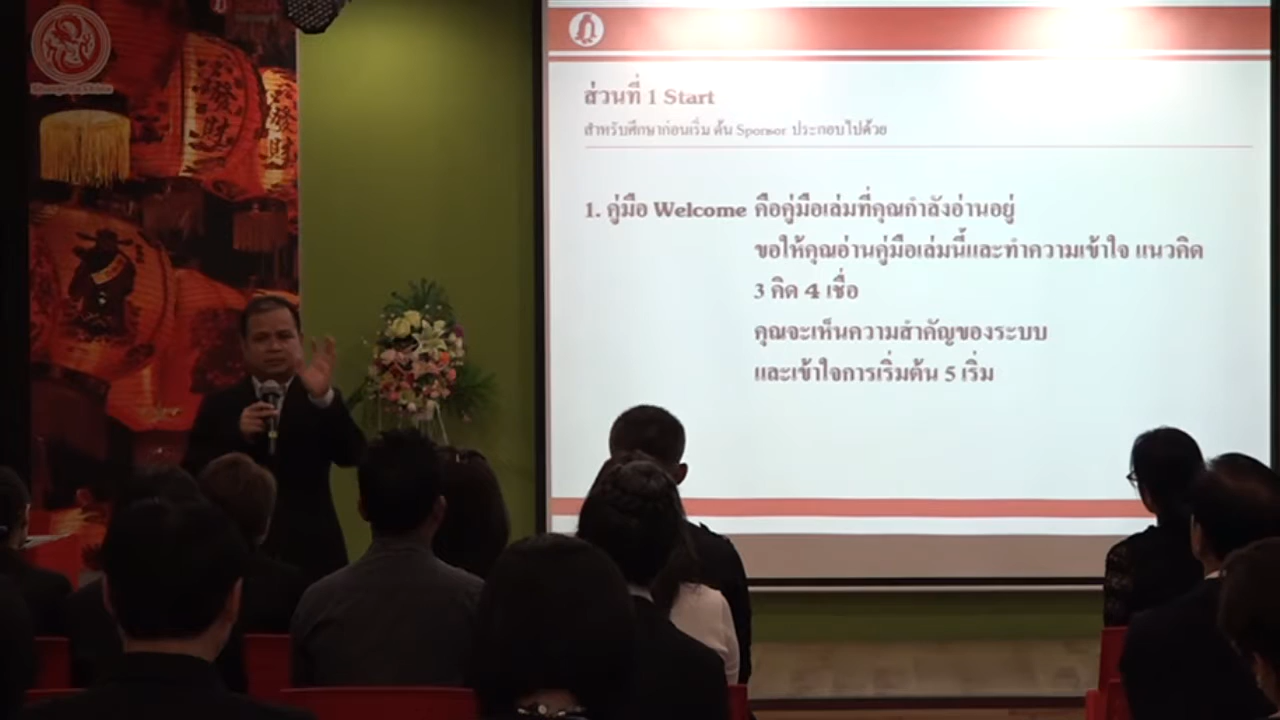 發財
發財
ส่วนที่ 1 Start
สำหรับศึกษาก่อนเริ่ม ต้น Sponsor ประกอบไปด้วย
1. คู่มือ Welcome คือคู่มือเล่มที่คุณกำลังอ่านอยู่
ขอให้คุณอ่านคู่มือเล่มนี้และทำความเข้าใจ แนวคิด
3 คิด 4 เชื่อ
คุณจะเห็นความสำคัญของระบบ
และเข้าใจการเริ่มต้น 5 เริ่ม